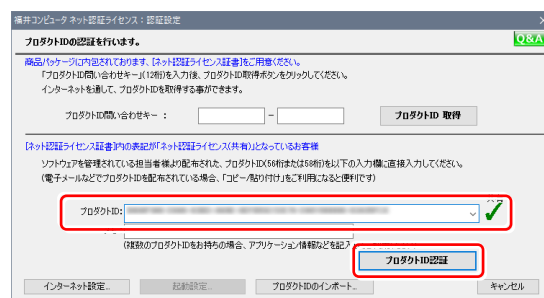 福井コンピュータ ネット認証ライセンス：認証設定
プロダクトIDの認証を行います。
Q&A
商品パッケージに内包されております、[ネット認証ライセンス証書]をご用意ください。
「プロダクトID問い合わせキー」(12桁)を入力後、プロダクトID取得ボタンをクリックしてください。
インターネットを通して、プロダクトIDを取得する事ができます。
プロダクトID問い合わせキー ：
－
プロダクトID 取得
[ネット認証ライセンス証書]内の表記が「ネット認証ライセンス(共有)」となっているお客様
ソフトウェアを管理されている担当者様より配布された、プロダクトID(56桁または58桁)を以下の入力欄に直接入力してください。
(電子メールなどでプロダクトIDを配布されている場合、「コピー/貼り付け」をご利用になると便利です)
プロダクトID:
(複数のプロダクトIDをお持ちの場合、アプリケーション情報などを記入
プロダクトID認証
インターネット設定...
起動設定...
プロダクトIDのインポート...
キャンセル